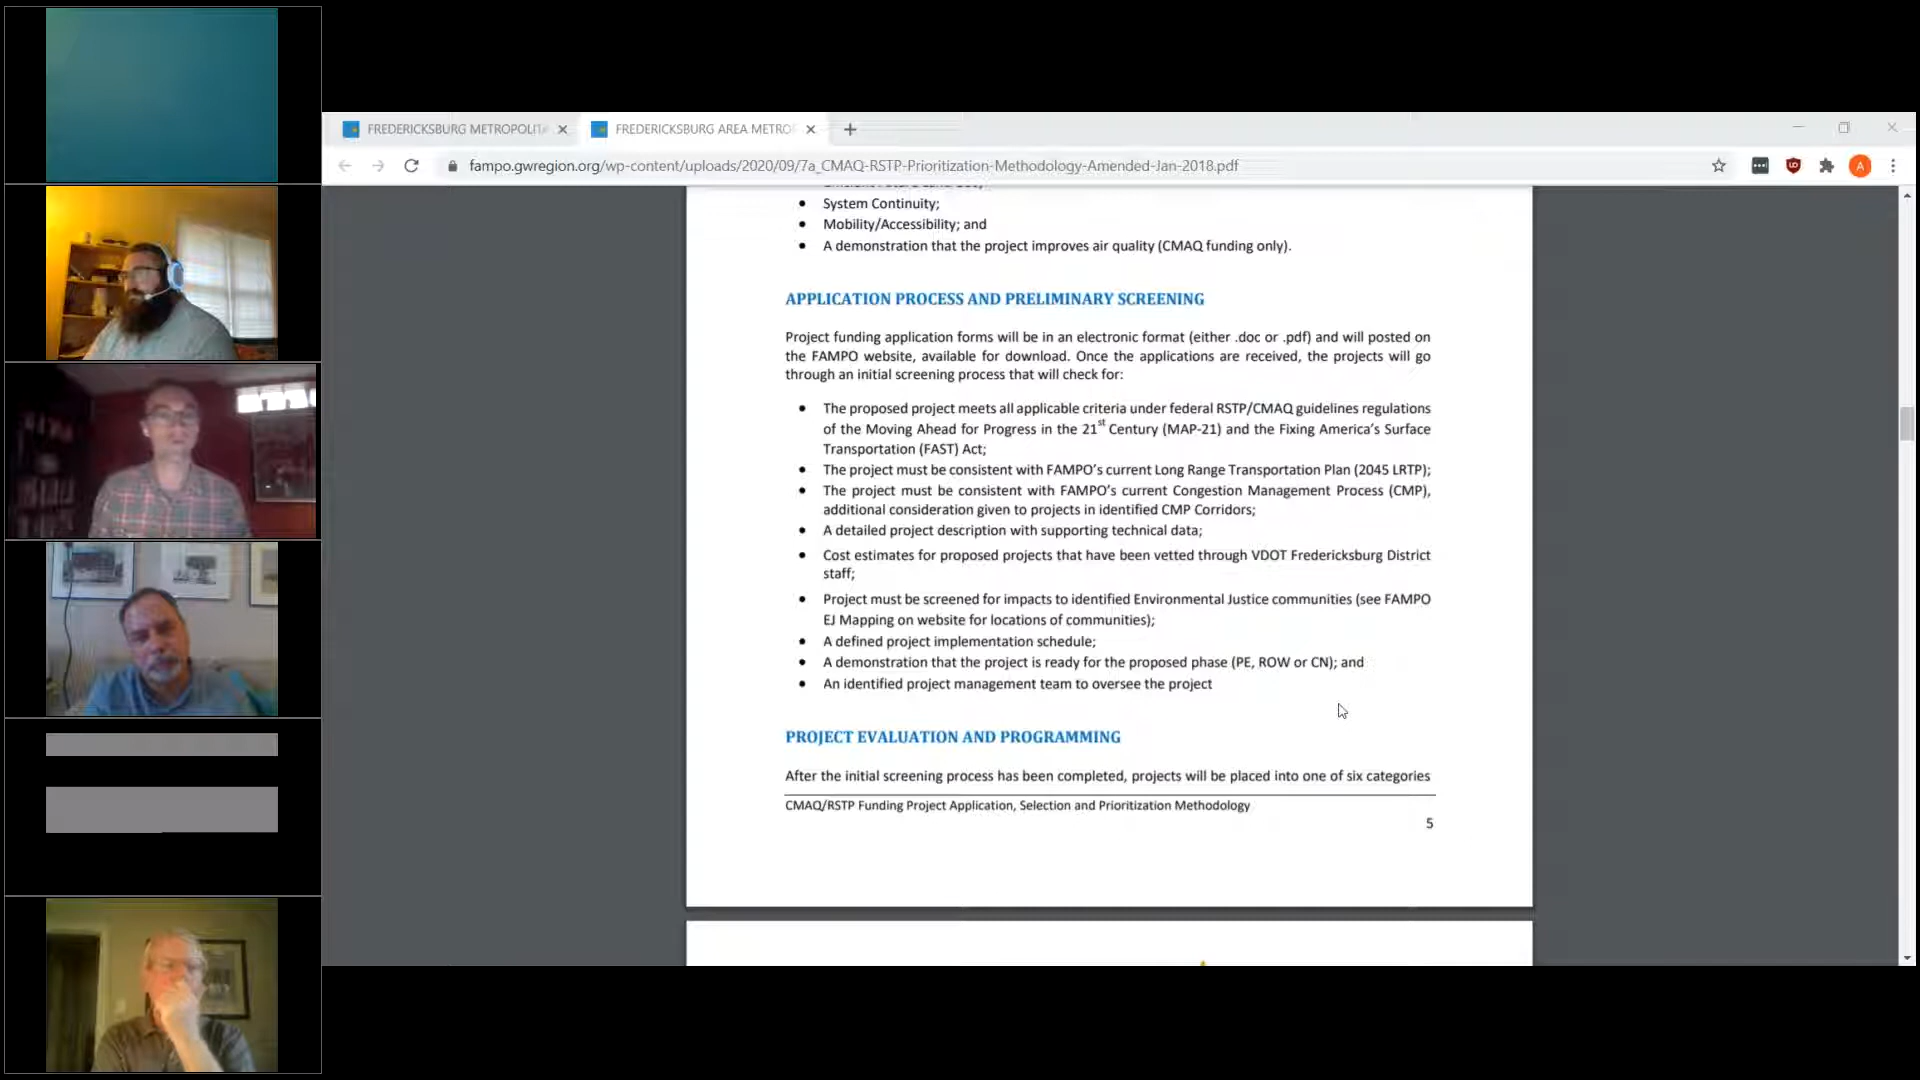 FREDERICKSBURG METROPOLIT
FREDERICKSBURG AREA METRO
fampo.gwregion.org/wp-content/uploads/2020/09/7a_CMAQ-RSTP-Prioritization-Methodology-Amended-Jan-2018.pdf
A
• System Continuity;
• Mobility/Accessibility; and
• A demonstration that the project improves air quality (CMAQ funding only).
APPLICATION PROCESS AND PRELIMINARY SCREENING
Project funding application forms will be in an electronic format (either .doc or .pdf) and will posted on
the FAMPO website, available for download. Once the applications are received, the projects will go
through an initial screening process that will check for:
• The proposed project meets all applicable criteria under federal RSTP/CMAQ guidelines regulations
of the Moving Ahead for Progress in the 21st Century (MAP-21) and the Fixing America's Surface
Transportation (FAST) Act;
• The project must be consistent with FAMPO's current Long Range Transportation Plan (2045 LRTP);
• The project must be consistent with FAMPO's current Congestion Management Process (CMP),
additional consideration given to projects in identified CMP Corridors;
• A detailed project description with supporting technical data;
• Cost estimates for proposed projects that have been vetted through VDOT Fredericksburg District
staff;
• Project must be screened for impacts to identified Environmental Justice communities (see FAMPO
EJ Mapping on website for locations of communities);
• A defined project implementation schedule;
• A demonstration that the project is ready for the proposed phase (PE, ROW or CN); and
• An identified project management team to oversee the project
PROJECT EVALUATION AND PROGRAMMING
After the initial screening process has been completed, projects will be placed into one of six categories
CMAQ/RSTP Funding Project Application, Selection and Prioritization Methodology
5